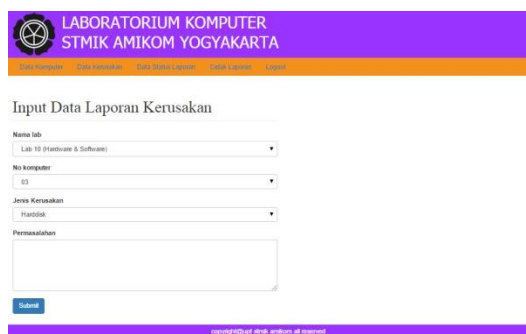 LABORATORIUM KOMPUTER
STMIK AMIKOM YOGYAKARTA
Data Komputer Data Kerusakan Data Status Laporan Cetak Laporan Logout
Input Data Laporan Kerusakan
Nama lab
Lab 10 (Hardware & Software)
No komputer
03
Jenis Kerusakan
Harddisk
Permasalahan
Submit
copyright@upt stmik amikom all reserved